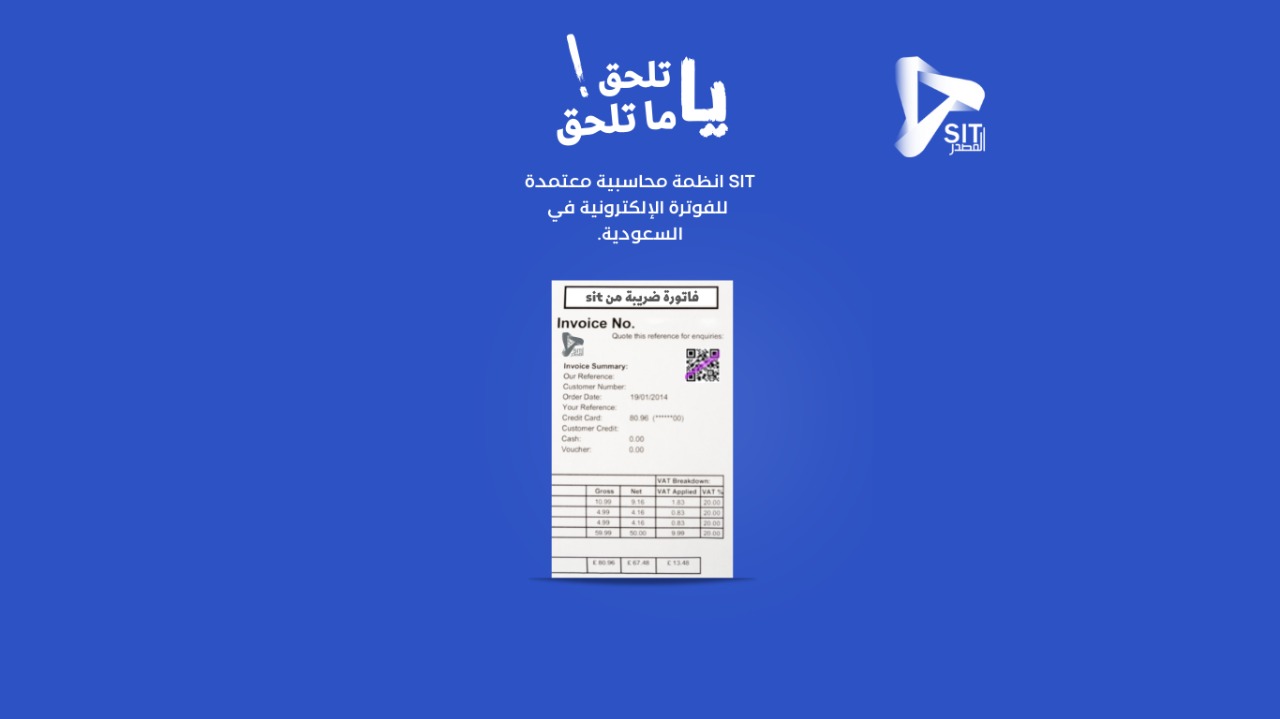 يا تلحق !
ما تلحق
SIT
المصدر
SIT انظمة محاسبية معتمدة
للفوترة الإلكترونية في
السعودية.
فاتورة ضريبة من sit
Invoice No.
Quote this reference for enquiries:
SIT
Invoice Summary:
Our Reference:
Customer Number:
Order Date: 19/01/2014
Your Reference:
Credit Card: 80.96 (******00)
Customer Credit:
Cash: 0.00
Voucher: 0.00
VAT Breakdown:
Gross Net VAT Applied VAT %
10.99 9.16 1.83 20.00
4.99 4.16 0.83 20.00
4.99 4.16 0.83 20.00
59.99 50.00 9.99 20.00
£ 80.96 £ 67.48 £ 13.48